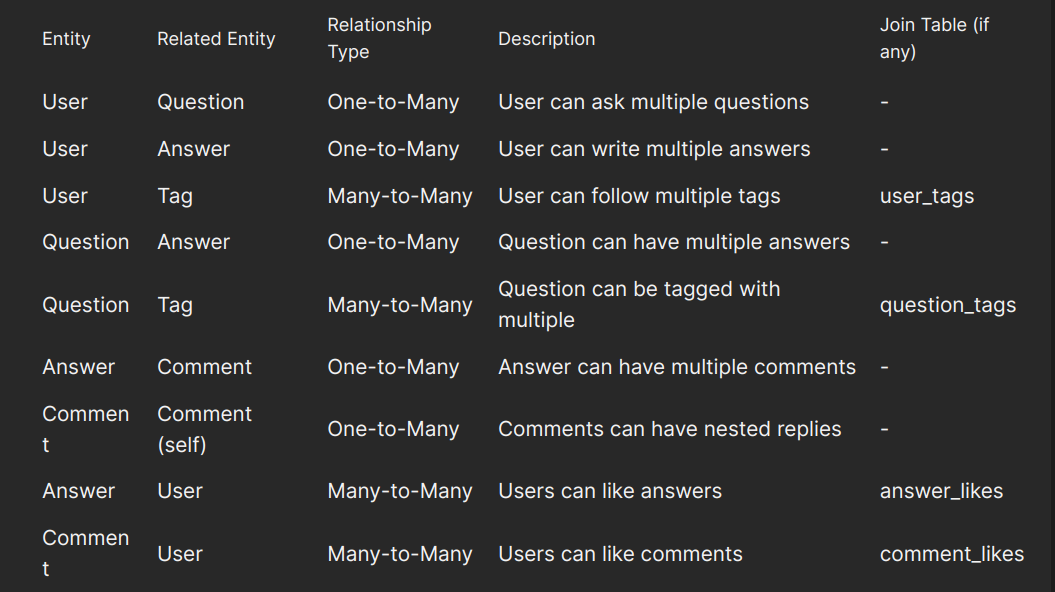 Entity Related Entity Relationship Type Description Join Table (if any)
User Question One-to-Many User can ask multiple questions -
User Answer One-to-Many User can write multiple answers -
User Tag Many-to-Many User can follow multiple tags user_tags
Question Answer One-to-Many Question can have multiple answers -
Question Tag Many-to-Many Question can be tagged with multiple question_tags
Answer Comment One-to-Many Answer can have multiple comments -
Comment Comment (self) One-to-Many Comments can have nested replies -
Answer User Many-to-Many Users can like answers answer_likes
Comment User Many-to-Many Users can like comments comment_likes